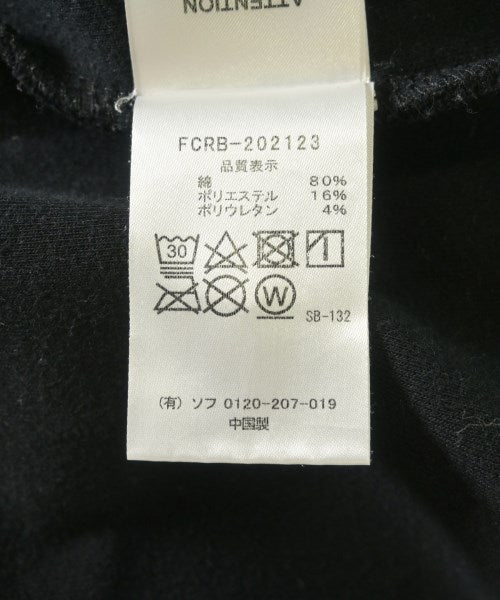 ATTENTION
FCRB-202123
品質表示
綿 80%
ポリエステル 16%
ポリウレタン 4%
30
W
SB-132
(有) ソフ 0120-207-019
中国製